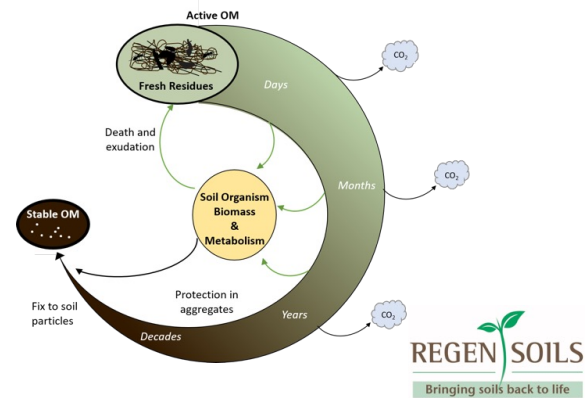 Active OM
Fresh Residues
Days
CO2
Death and
exudation
Months
CO2
Soil Organism
Biomass
&
Metabolism
Stable OM
Protection in
aggregates
Fix to soil
particles
Years
CO2
Decades
REGEN SOILS
Bringing soils back to life